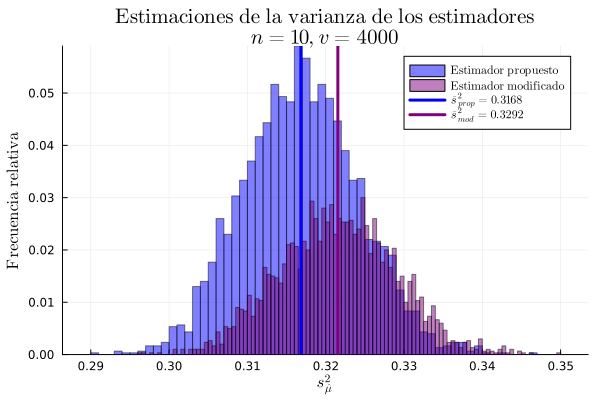 Estimaciones de la varianza de los estimadores
n = 10, v = 4000
Estimador propuesto
Estimador modificado
s̄²prop = 0.3168
s̄²mod = 0.3292
Frecuencia relativa
0.05
0.04
0.03
0.02
0.01
0.00
0.29 0.30 0.31 0.32 0.33 0.34 0.35
s²μ̂